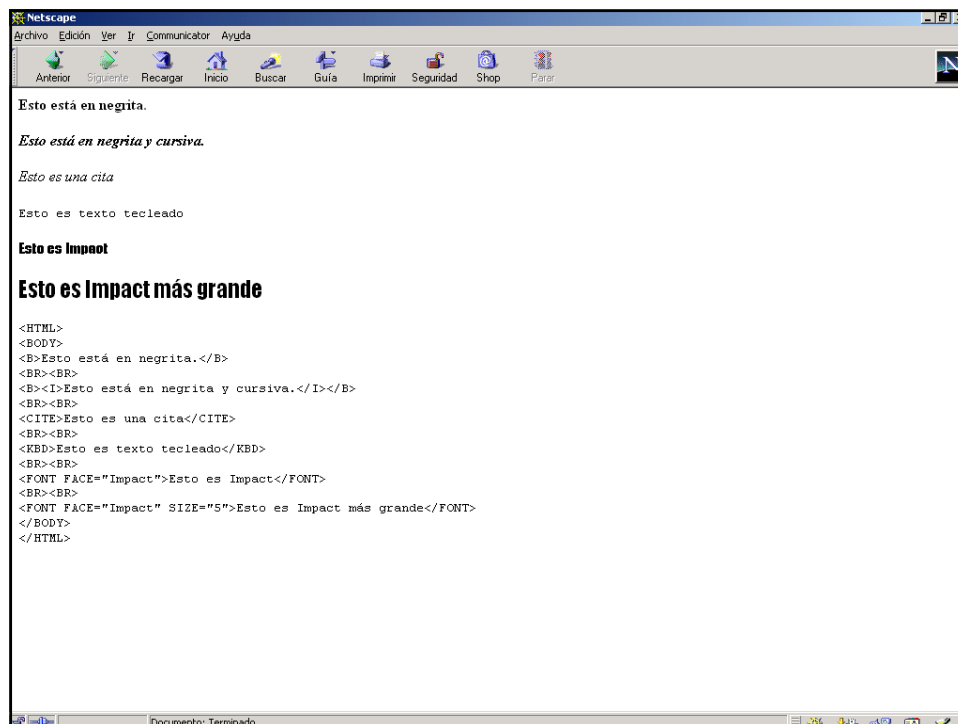 Netscape
Archivo Edición Ver Ir Communicator Ayuda
Anterior Siguiente Recargar Inicio Buscar Guía Imprimir Seguridad Shop Parar
N
Esto está en negrita.
Esto está en negrita y cursiva.
Esto es una cita
Esto es texto tecleado
Esto es Impact
Esto es Impact más grande
<HTML>
<BODY>
<B>Esto está en negrita.</B>
<BR><BR>
<B><I>Esto está en negrita y cursiva.</I></B>
<BR><BR>
<CITE>Esto es una cita</CITE>
<BR><BR>
<KBD>Esto es texto tecleado</KBD>
<BR><BR>
<FONT FACE="Impact">Esto es Impact</FONT>
<BR><BR>
<FONT FACE="Impact" SIZE="5">Esto es Impact más grande</FONT>
</BODY>
</HTML>
Documento: Terminado